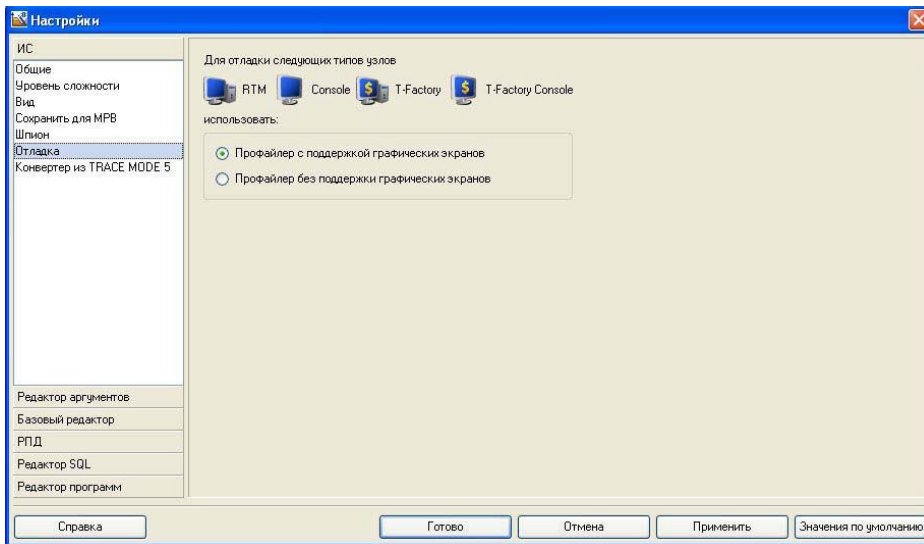 Настройки
ИС
Общие
Уровень сложности
Вид
Сохранить для МРВ
Шпион
Отладка
Конвертер из TRACE MODE 5
Редактор аргументов
Базовый редактор
РПД
Редактор SQL
Редактор программ
Для отладки следующих типов узлов
RTM Console T-Factory T-Factory Console
использовать:
Профайлер с поддержкой графических экранов
Профайлер без поддержки графических экранов
Справка Готово Отмена Применить Значения по умолчанию